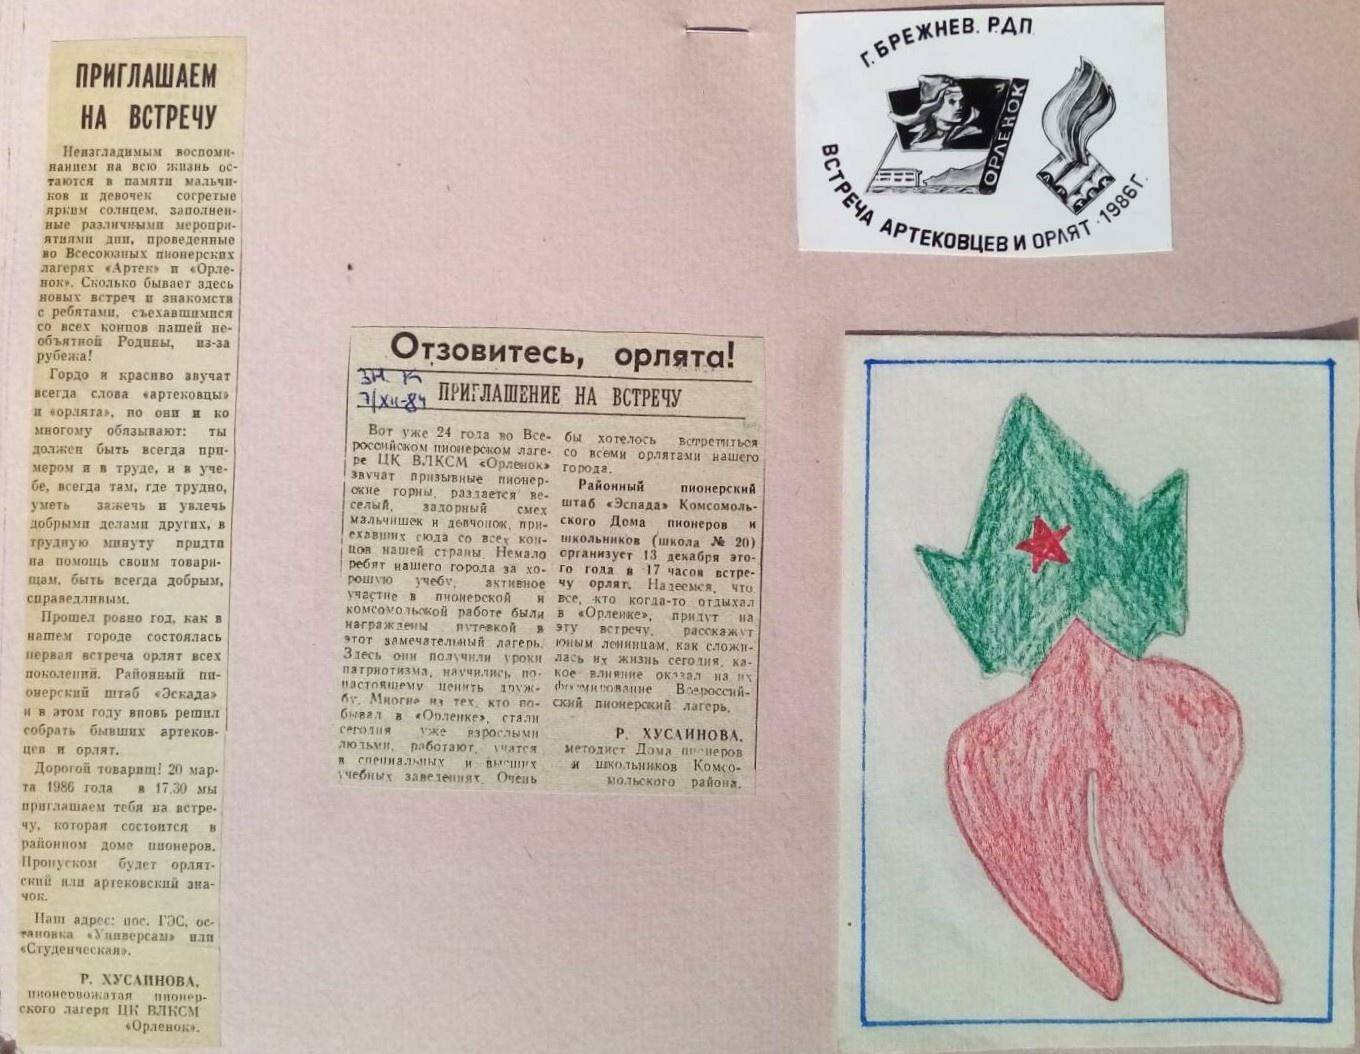 ПРИГЛАШАЕМ
НА ВСТРЕЧУ
Неизгладимым воспоми-
нанием на всю жизнь ос-
таются в памяти мальчи-
ков и девочек согретые
ярким солнцем, заполнен-
ные различными меропри-
ятиями дни, проведенные
во Всесоюзных пионерских
лагерях «Артек» и «Орле-
нок». Сколько бывает здесь
новых встреч и знакомств
с ребятами, съехавшимися
со всех концов нашей не-
объятной Родины, из-за
рубежа!
Гордо и красиво звучат
всегда слова «артековцы»
и «орлята», но они и ко
многому обязывают: ты
должен быть всегда при-
мером и в труде, и в уче-
бе, всегда там, где трудно,
уметь зажечь и увлечь
добрыми делами других, в
трудную минуту придти
на помощь своим товари-
щам, быть всегда добрым,
справедливым.
Прошел ровно год, как в
нашем городе состоялась
первая встреча орлят всех
поколений. Районный пи-
онерский штаб «Эскада»
и в этом году вновь решил
собрать бывших артеков-
цев и орлят.
Дорогой товарищ! 20 мар-
та 1986 года в 17.30 мы
приглашаем тебя на встре-
чу, которая состоится в
районном доме пионеров.
Пропуском будет орлят-
ский или артековский зна-
чок.
Наш адрес: пос. ГЭС, ос-
тановка «Универсам» или
«Студенческая».
Р. ХУСАИНОВА,
пионервожатая пионер-
ского лагеря ЦК ВЛКСМ
«Орленок».
Отзовитесь, орлята!
Зн. К
7/XII-84
ПРИГЛАШЕНИЕ НА ВСТРЕЧУ
Вот уже 24 года во Все-
российском пионерском лаге-
ре ЦК ВЛКСМ «Орленок»
звучат призывные пионер-
ские горны, раздается ве-
селый, задорный смех
мальчишек и девчонок, при-
ехавших сюда со всех кон-
цов нашей страны. Немало
ребят нашего города за хо-
рошую учебу, активное
участие в пионерской и
комсомольской работе были
награждены путевкой в
этот замечательный лагерь.
Здесь они получили уроки
патриотизма, научились по-
настоящему ценить друж-
бу. Многие из тех, кто по-
бывал в «Орленке», стали
сегодня уже взрослыми
людьми, работают, учатся
в специальных и высших
учебных заведениях. Очень
бы хотелось встретиться
со всеми орлятами нашего
города.
Районный пионерский
штаб «Эспада» Комсомоль-
ского Дома пионеров и
школьников (школа № 20)
организует 13 декабря это-
го года в 17 часов встре-
чу орлят. Надеемся, что
все, кто когда-то отдыхал
в «Орленке», придут на
эту встречу, расскажут
юным ленинцам, как сложи-
лась их жизнь сегодня, ка-
кое влияние оказал на их
формирование Всероссий-
ский пионерский лагерь.
Р. ХУСАИНОВА,
методист Дома пионеров
и школьников Комсо-
мольского района.
Г. БРЕЖНЕВ. РДП
ОРЛЕНОК
АРТЕК
ВСТРЕЧА АРТЕКОВЦЕВ И ОРЛЯТ · 1986г.